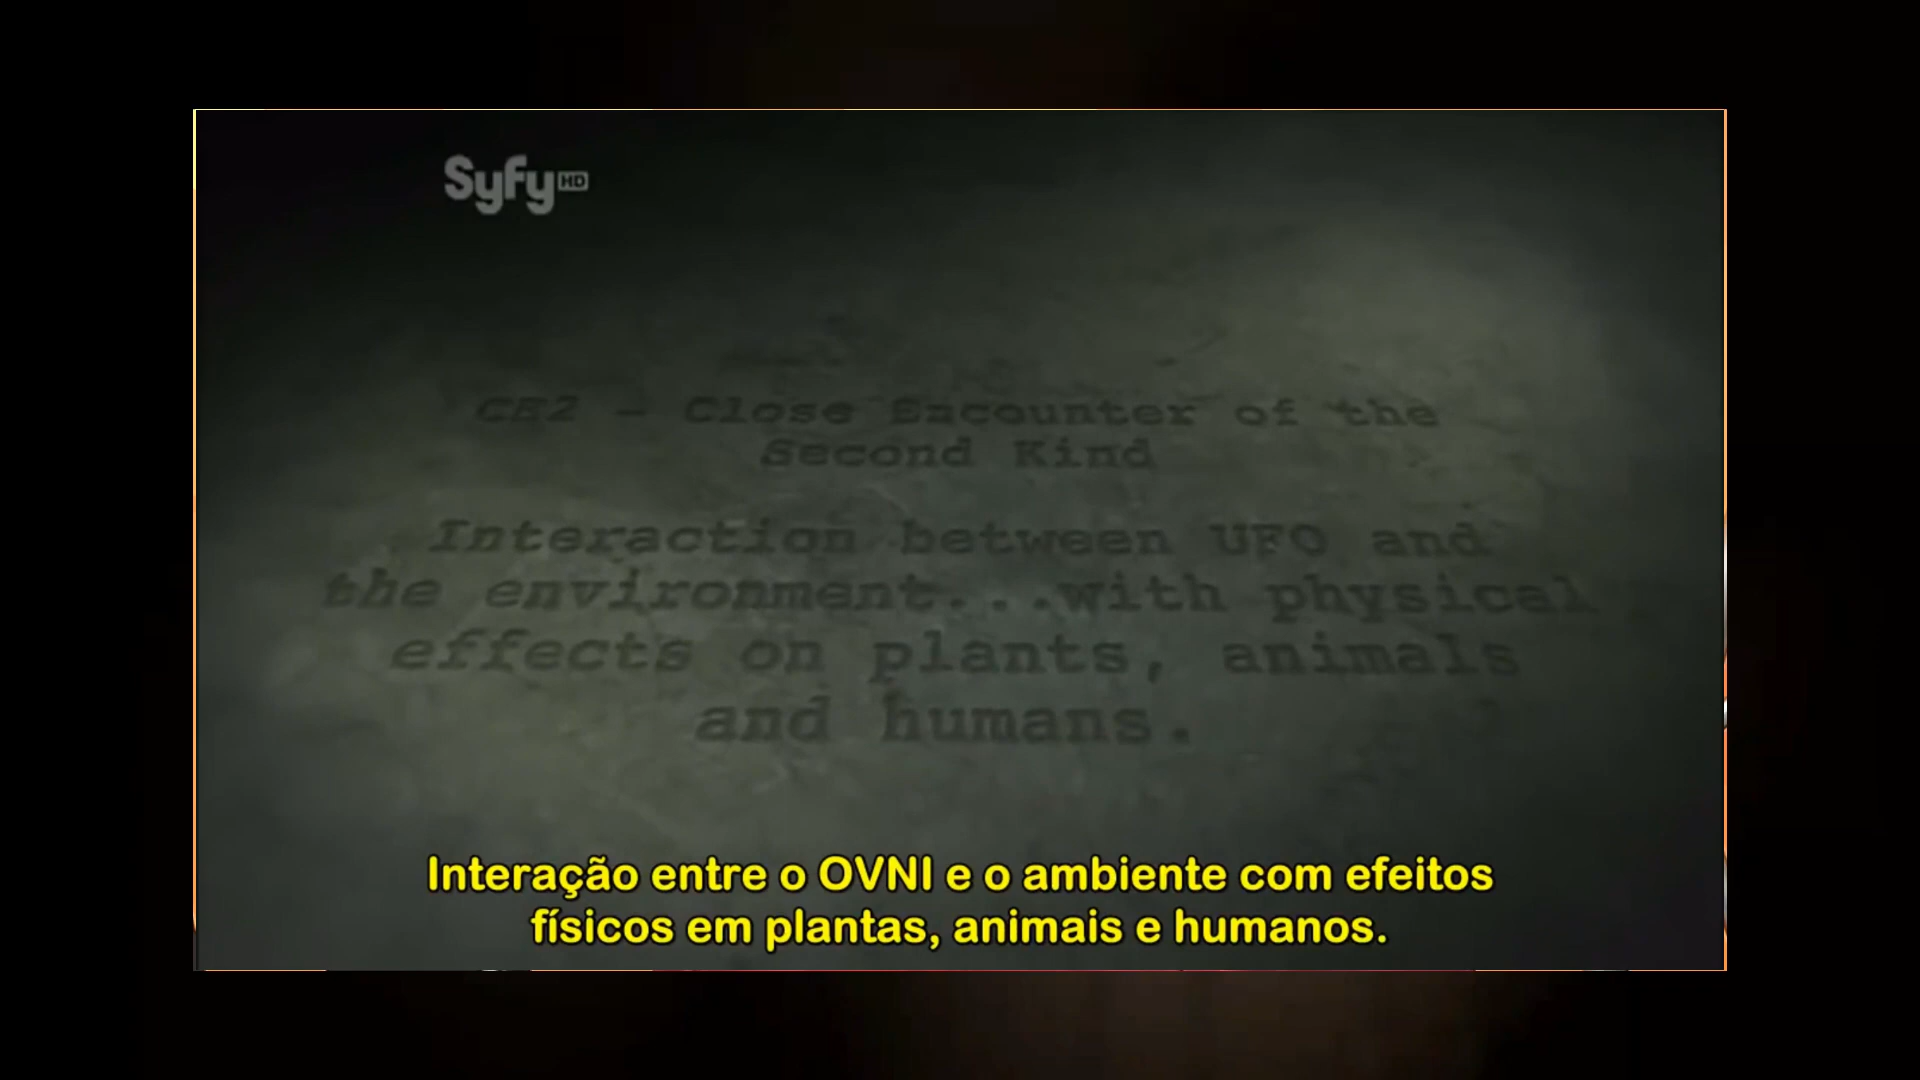 Syfy HD
CE2 - Close Encounter of the
Second Kind
Interaction between UFO and
the environment...with physical
effects on plants, animals
and humans.
Interação entre o OVNI e o ambiente com efeitos
físicos em plantas, animais e humanos.